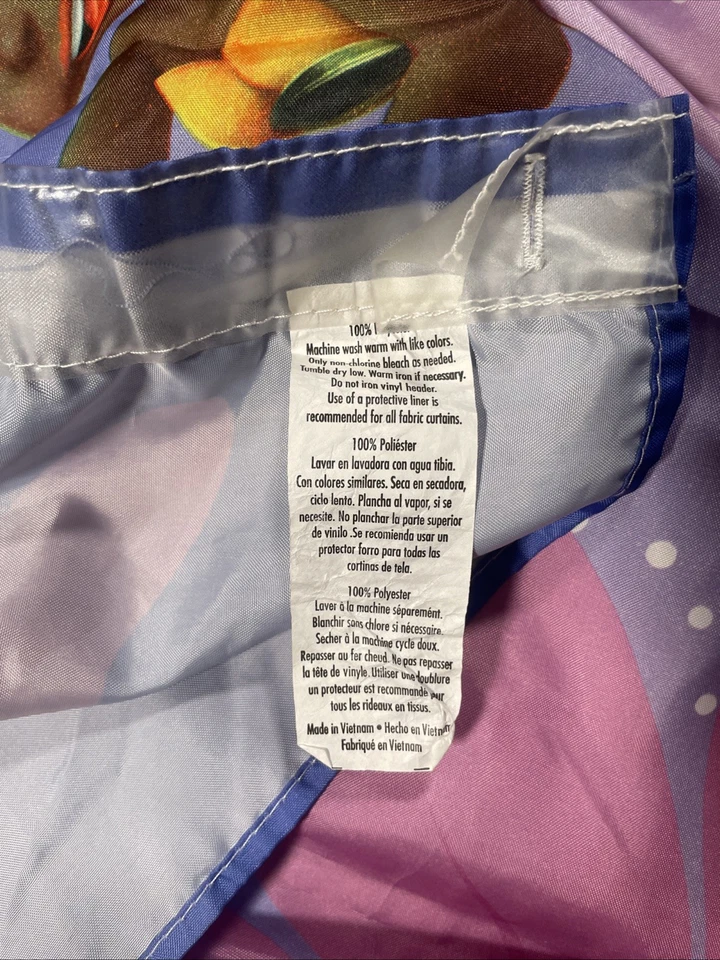 100%
Machine wash warm with like colors.
Only non-chlorine bleach as needed.
Tumble dry low. Warm iron if necessary.
Do not iron vinyl header.
Use of a protective liner is
recommended for all fabric curtains.
100% Poliéster
Lavar en lavadora con agua tibia.
Con colores similares. Seca en secadora,
ciclo lento. Plancha al vapor, si se
necesite. No planchar la parte superior
de vinilo .Se recomienda usar un
protector forro para todas las
cortinas de tela.
100% Polyester
Laver à la machine séparemént.
Blanchir sans chlore si nécessaire.
Secher à la machine cycle doux.
Repasser au fer cheud. Ne pas repasser
la tête de vinyle. Utiliser une doublure
un protecteur est recommandé pur
tous les rideaux en tissus.
Made in Vietnam • Hecho en Vietnam
Fabriqué en Vietnam